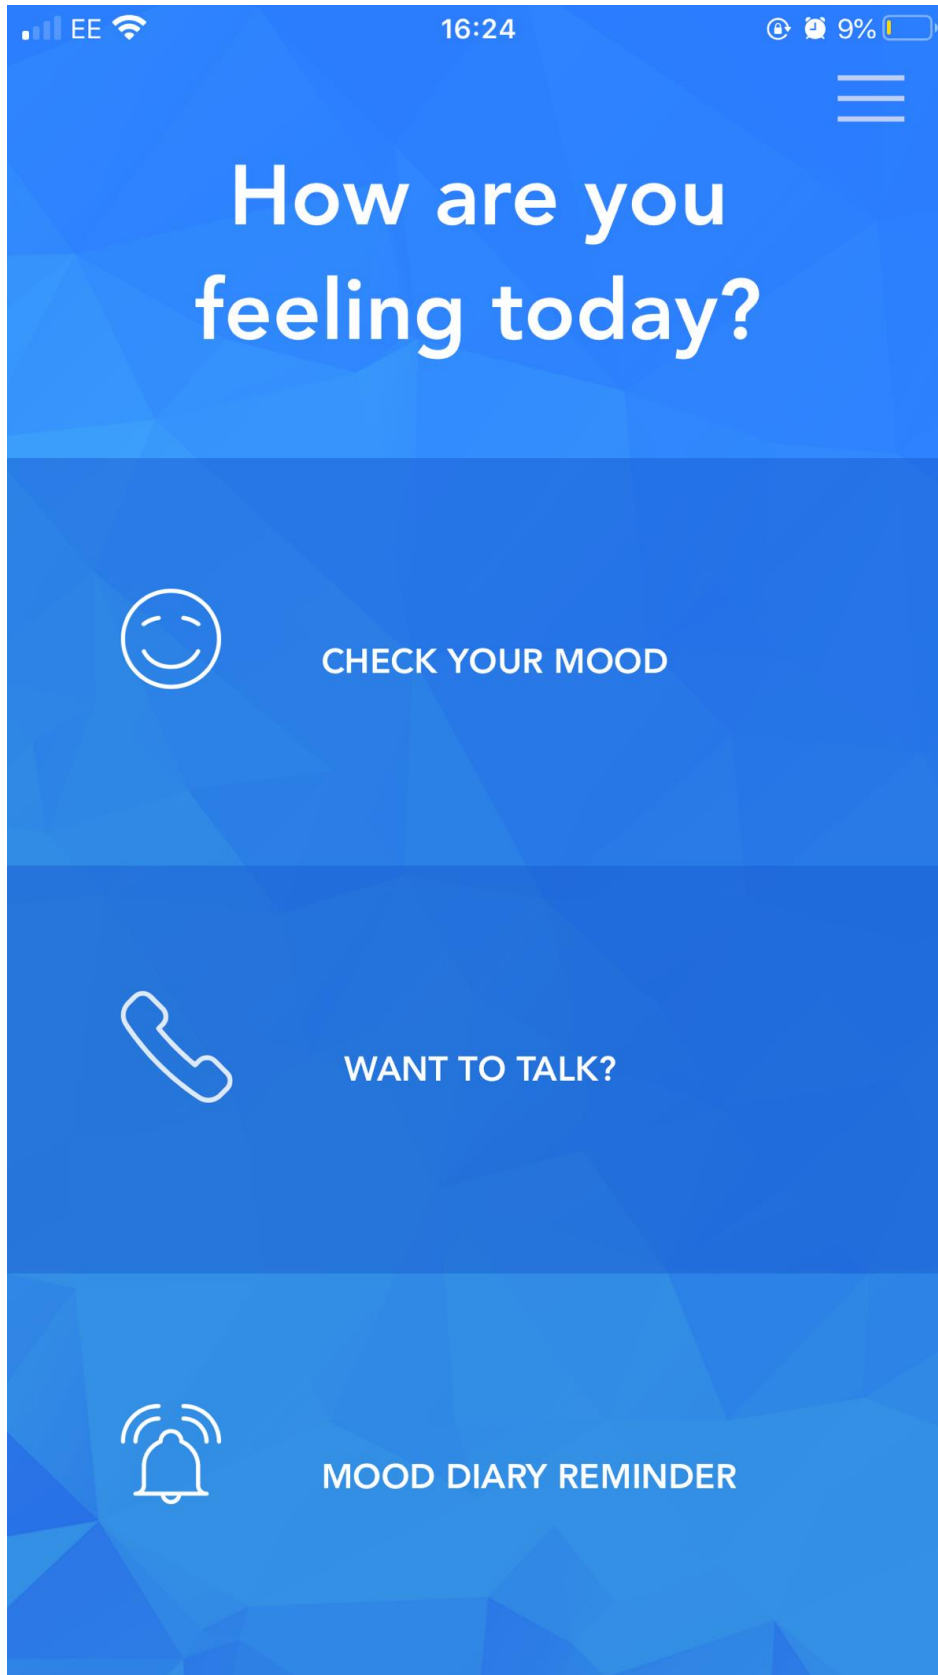 EE 16:24 9%
How are you
feeling today?
CHECK YOUR MOOD
WANT TO TALK?
MOOD DIARY REMINDER